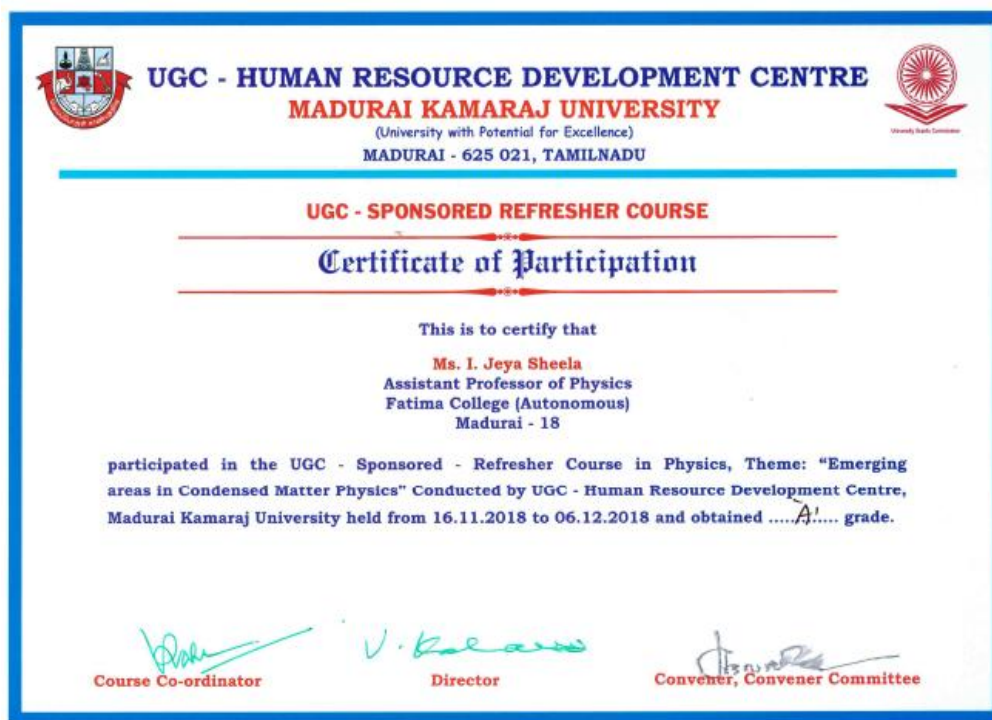 UGC - HUMAN RESOURCE DEVELOPMENT CENTRE
MADURAI KAMARAJ UNIVERSITY
(University with Potential for Excellence)
MADURAI - 625 021, TAMILNADU
University Grants Commission
UGC - SPONSORED REFRESHER COURSE
Certificate of Participation
This is to certify that
Ms. I. Jeya Sheela
Assistant Professor of Physics
Fatima College (Autonomous)
Madurai - 18
participated in the UGC - Sponsored - Refresher Course in Physics, Theme: “Emerging
areas in Condensed Matter Physics” Conducted by UGC - Human Resource Development Centre,
Madurai Kamaraj University held from 16.11.2018 to 06.12.2018 and obtained .....'A'..... grade.
Course Co-ordinator
Director
Convener, Convener Committee